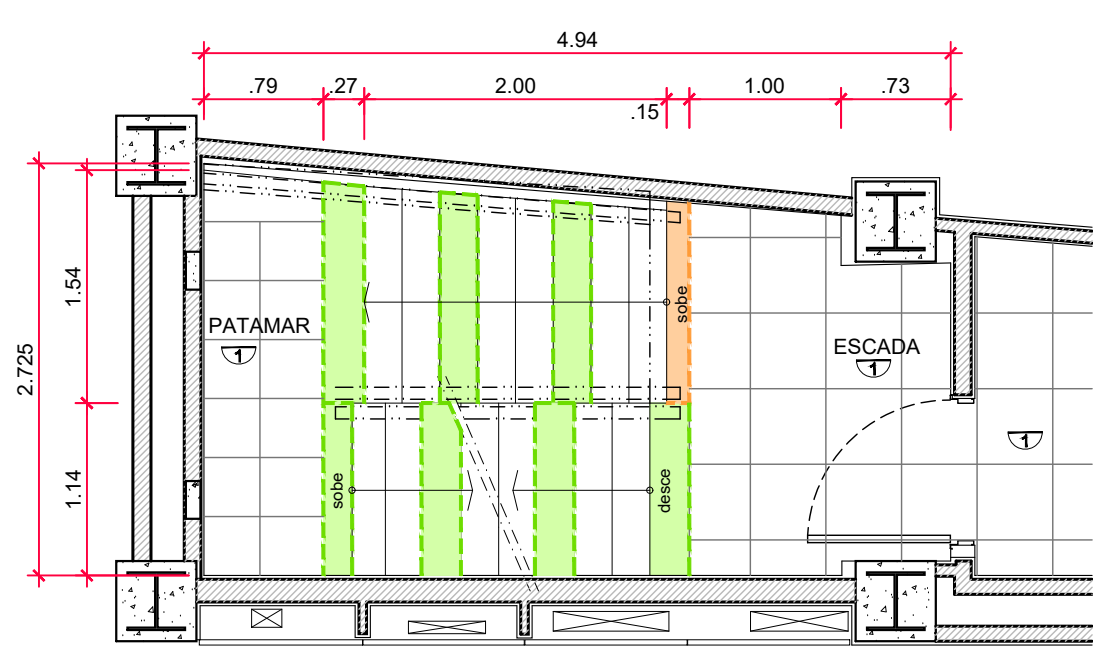 4.94
.79
.27
2.00
.15
1.00
.73
1.54
2.725
1.14
PATAMAR
1
sobe
ESCADA
1
1
sobe
desce